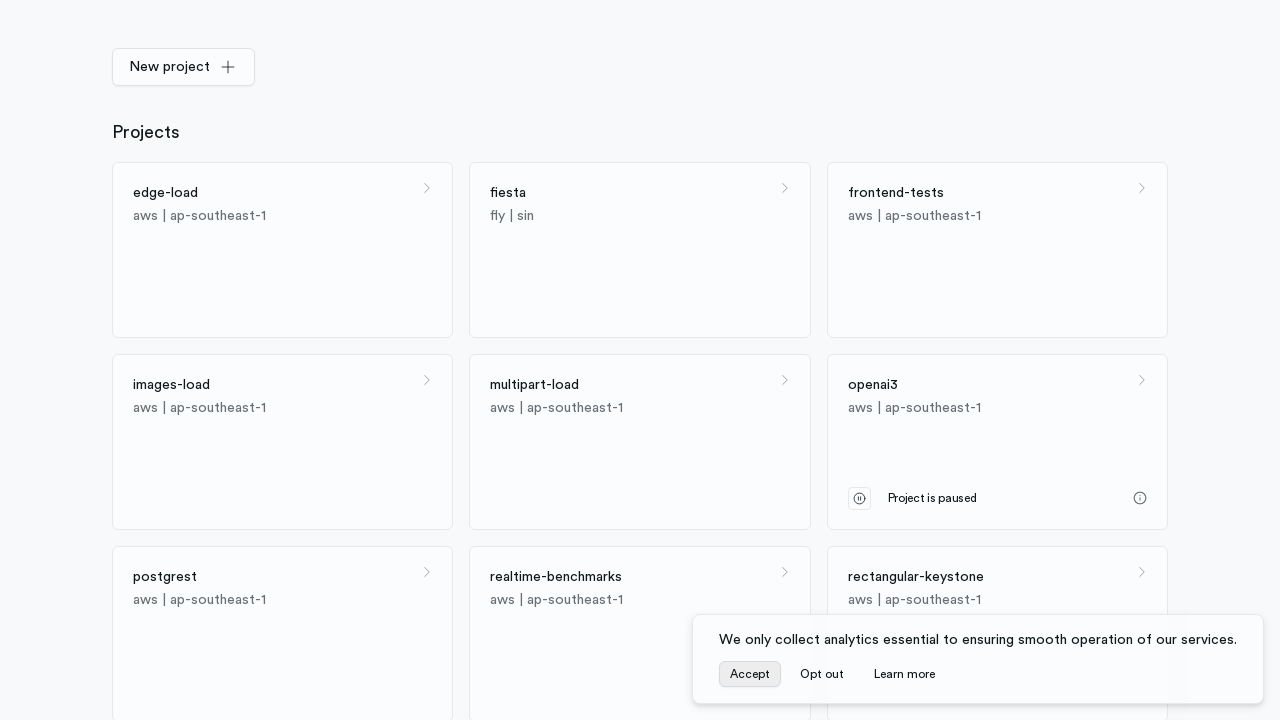 New project
Projects
edge-load
aws | ap-southeast-1
fiesta
fly | sin
frontend-tests
aws | ap-southeast-1
images-load
aws | ap-southeast-1
multipart-load
aws | ap-southeast-1
openai3
aws | ap-southeast-1
Project is paused
postgrest
aws | ap-southeast-1
realtime-benchmarks
aws | ap-southeast-1
rectangular-keystone
aws | ap-southeast-1
We only collect analytics essential to ensuring smooth operation of our services.
Accept Opt out Learn more